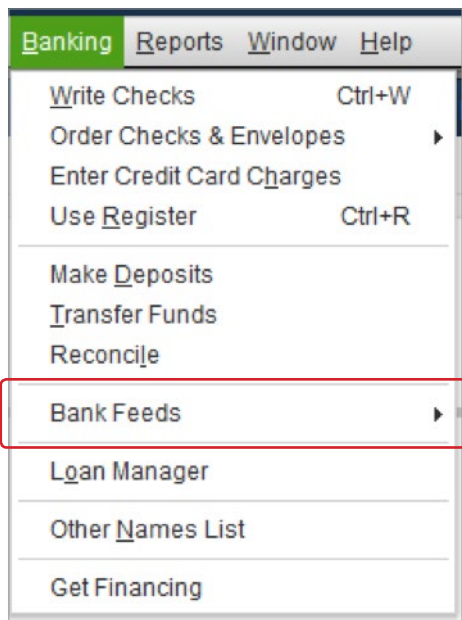 Banking Reports Window Help
Write Checks Ctrl+W
Order Checks & Envelopes
Enter Credit Card Charges
Use Register Ctrl+R
Make Deposits
Transfer Funds
Reconcile
Bank Feeds
Loan Manager
Other Names List
Get Financing